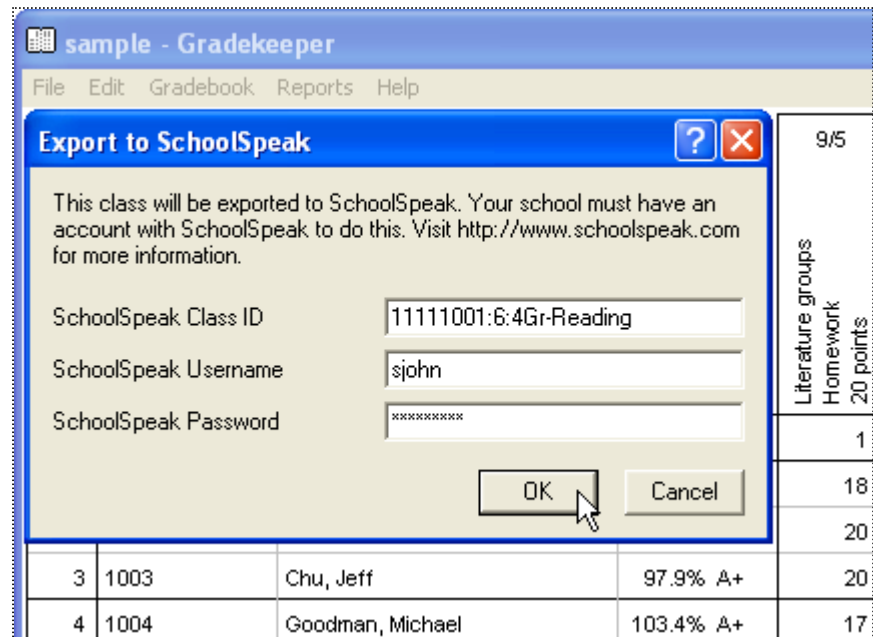 sample - Gradekeeper
File Edit Gradebook Reports Help
Export to SchoolSpeak
?
This class will be exported to SchoolSpeak. Your school must have an
account with SchoolSpeak to do this. Visit http://www.schoolspeak.com
for more information.
SchoolSpeak Class ID 11111001:6:4Gr-Reading
SchoolSpeak Username sjohn
SchoolSpeak Password *********
OK Cancel
9/5
Literature groups
Homework
20 points
1
18
20
3 1003 Chu, Jeff 97.9% A+ 20
4 1004 Goodman, Michael 103.4% A+ 17